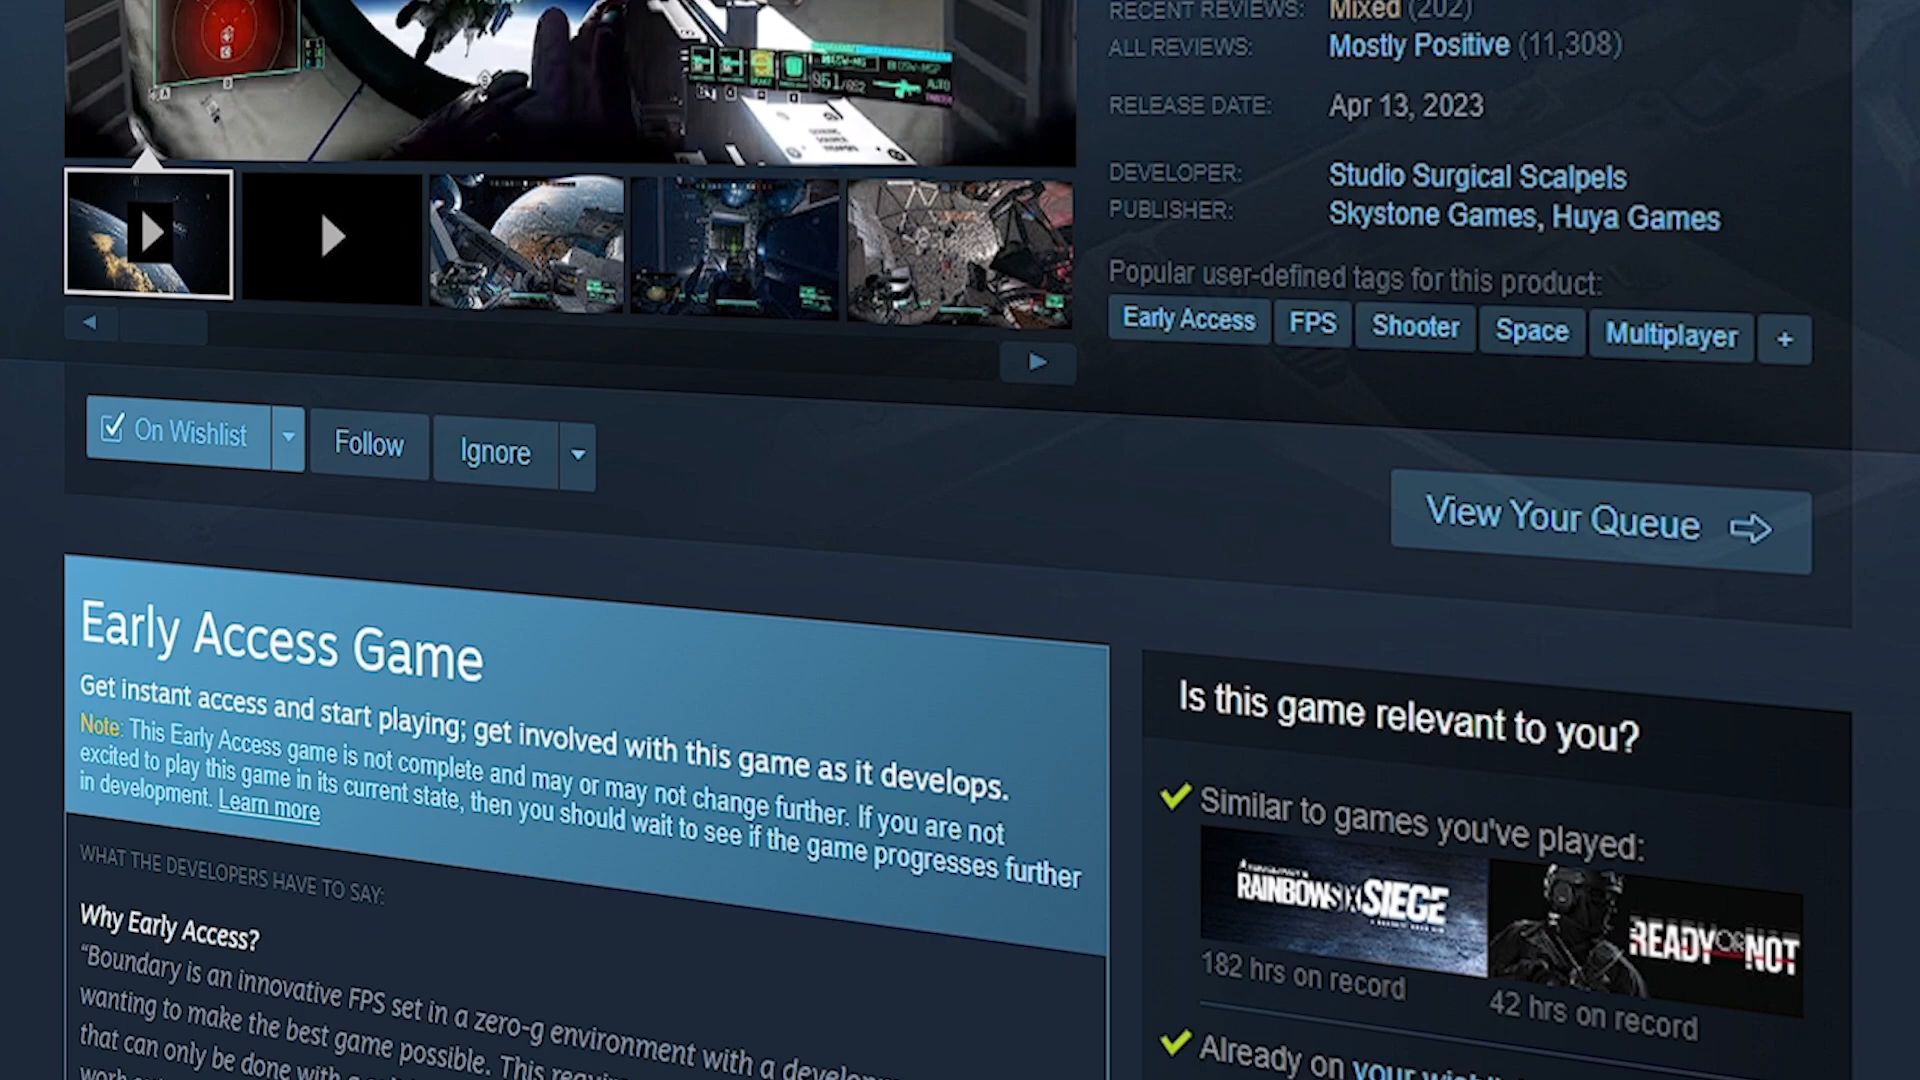 RECENT REVIEWS: Mixed (202)
ALL REVIEWS: Mostly Positive (11,308)
RELEASE DATE: Apr 13, 2023
DEVELOPER: Studio Surgical Scalpels
PUBLISHER: Skystone Games, Huya Games
Popular user-defined tags for this product:
Early Access FPS Shooter Space Multiplayer +
On Wishlist Follow Ignore
View Your Queue
Early Access Game
Get instant access and start playing; get involved with this game as it develops.
Note: This Early Access game is not complete and may or may not change further. If you are not
excited to play this game in its current state, then you should wait to see if the game progresses further
in development. Learn more
WHAT THE DEVELOPERS HAVE TO SAY:
Why Early Access?
“Boundary is an innovative FPS set in a zero-g environment with a
wanting to make the best game possible. This
that can only be done with a
Is this game relevant to you?
Similar to games you've played:
RAINBOW SIX SIEGE
READY OR NOT
182 hrs on record
42 hrs on record
Already on your